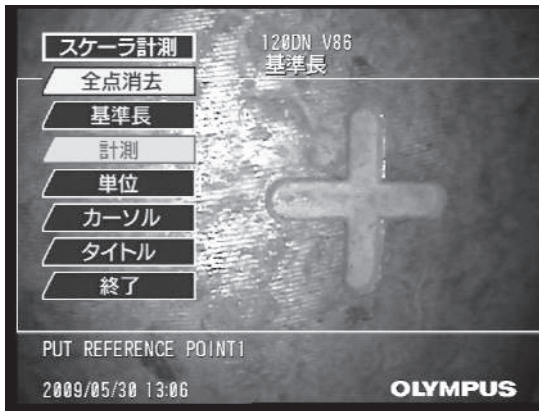 スケーラ計測
120DN V86
基準長
全点消去
基準長
計測
単位
カーソル
タイトル
終了
PUT REFERENCE POINT1
2009/05/30 13:06
OLYMPUS